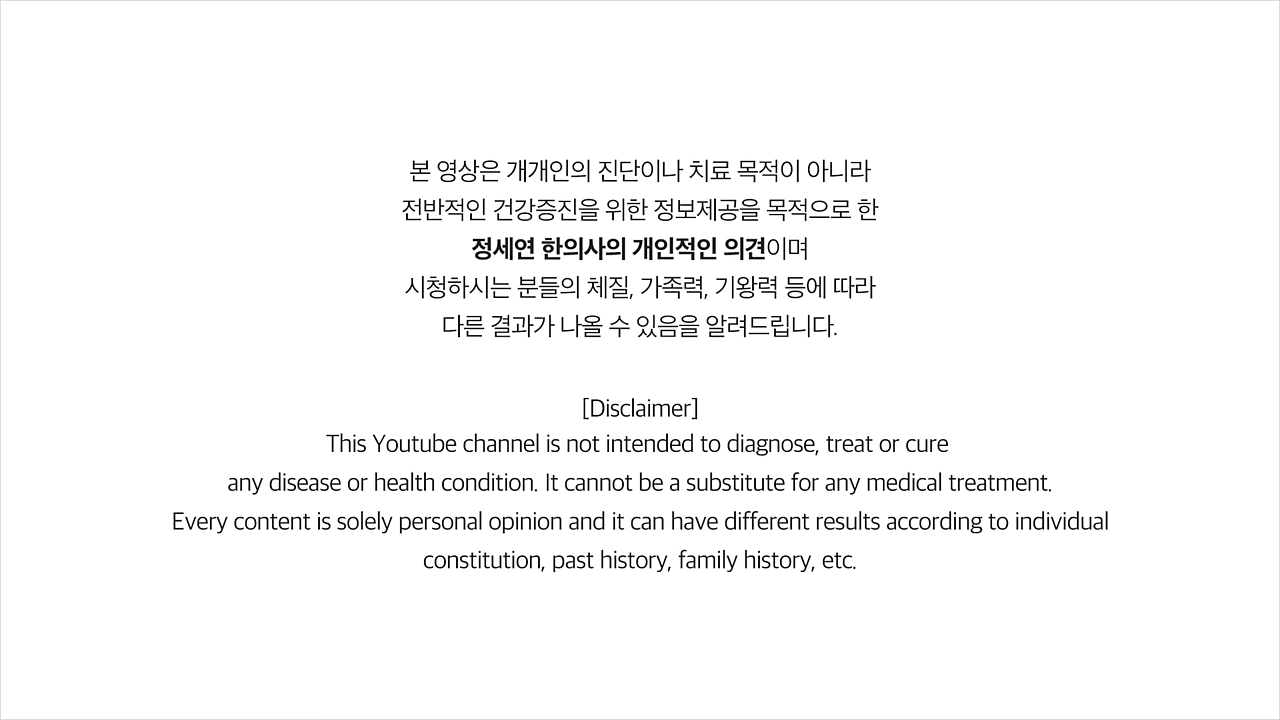 본 영상은 개개인의 진단이나 치료 목적이 아니라
전반적인 건강증진을 위한 정보제공을 목적으로 한
정세연 한의사의 개인적인 의견이며
시청하시는 분들의 체질, 가족력, 기왕력 등에 따라
다른 결과가 나올 수 있음을 알려드립니다.
[Disclaimer]
This Youtube channel is not intended to diagnose, treat or cure
any disease or health condition. It cannot be a substitute for any medical treatment.
Every content is solely personal opinion and it can have different results according to individual
constitution, past history, family history, etc.